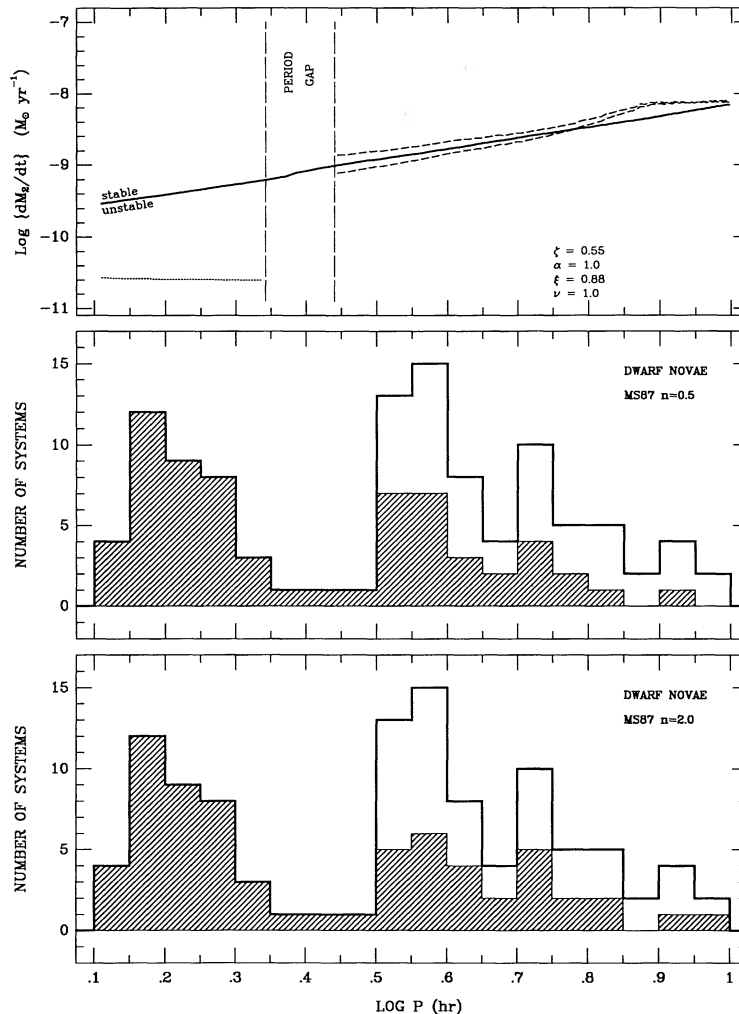 Log {dM₂/dt} (M⊙ yr⁻¹)
-7
-8
-9
-10
-11
PERIOD
GAP
stable
unstable
ζ = 0.55
α = 1.0
ξ = 0.88
ν = 1.0
NUMBER OF SYSTEMS
15
10
5
0
DWARF NOVAE
MS87 n=0.5
NUMBER OF SYSTEMS
15
10
5
0
DWARF NOVAE
MS87 n=2.0
.1 .2 .3 .4 .5 .6 .7 .8 .9 1
LOG P (hr)